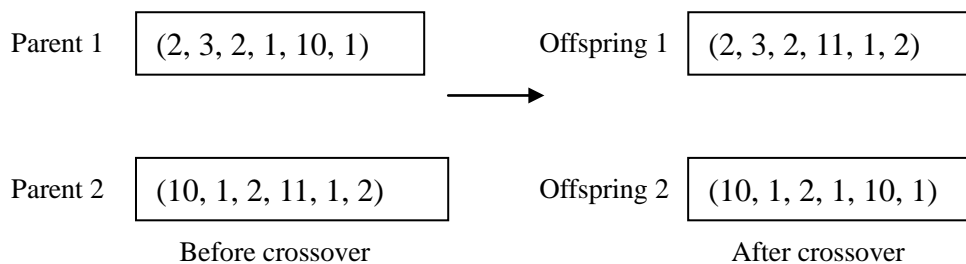 Parent 1 (2, 3, 2, 1, 10, 1) Offspring 1 (2, 3, 2, 11, 1, 2)
Parent 2 (10, 1, 2, 11, 1, 2) Offspring 2 (10, 1, 2, 1, 10, 1)
Before crossover After crossover